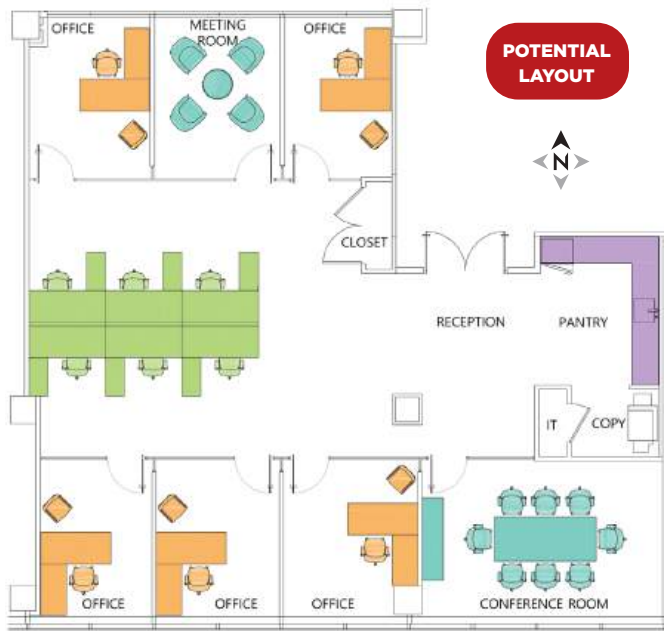 OFFICE
MEETING
ROOM
OFFICE
POTENTIAL
LAYOUT
N
CLOSET
RECEPTION
PANTRY
IT
COPY
OFFICE
OFFICE
OFFICE
CONFERENCE ROOM